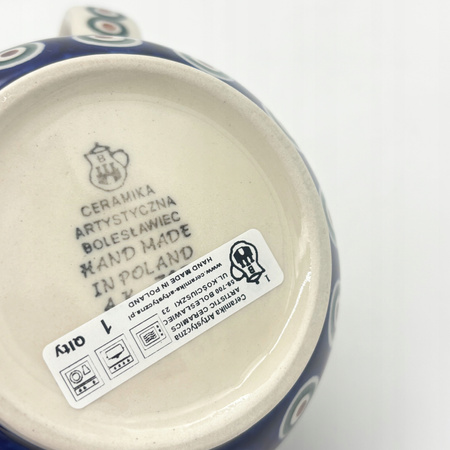 B
CERAMIKA
ARTYSTYCZNA
BOLESŁAWIEC
HAND MADE
IN POLAND
1
Ceramika Artystyczna
ARTISTIC CERAMICS
59-700 BOLESŁAWIEC
UL. KOŚCIUSZKI 23
www.ceramika-artystyczna.pl
HAND MADE IN POLAND
1 qlty